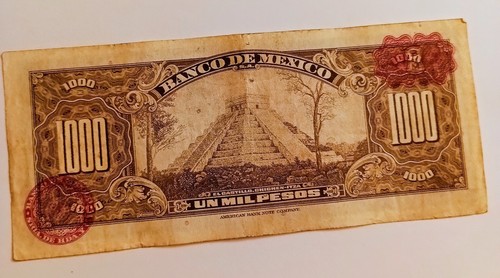 1000
BANCO DE MEXICO
S.A.
1000
1000
1000
EL CASTILLO, CHICHEN-ITZA
1000
UN MIL PESOS
1000
AMERICAN BANK NOTE COMPANY